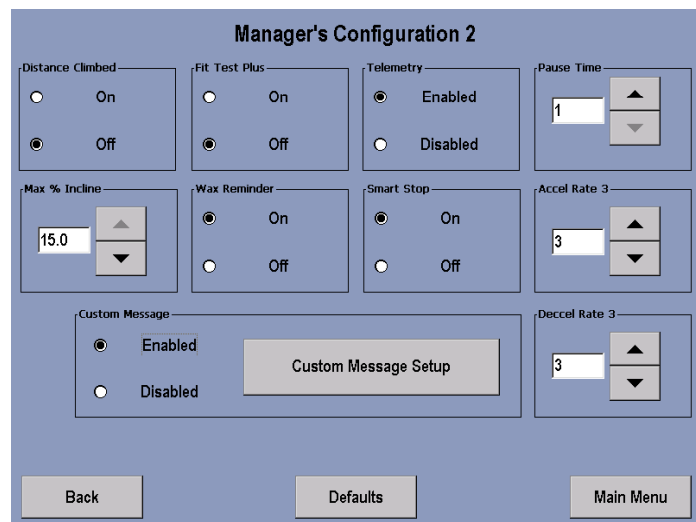 Manager's Configuration 2
Distance Climbed
On
Off
Fit Test Plus
On
Off
Telemetry
Enabled
Disabled
Pause Time
1
Max % Incline
15.0
Wax Reminder
On
Off
Smart Stop
On
Off
Accel Rate 3
3
Custom Message
Enabled
Disabled
Custom Message Setup
Deccel Rate 3
3
Back
Defaults
Main Menu